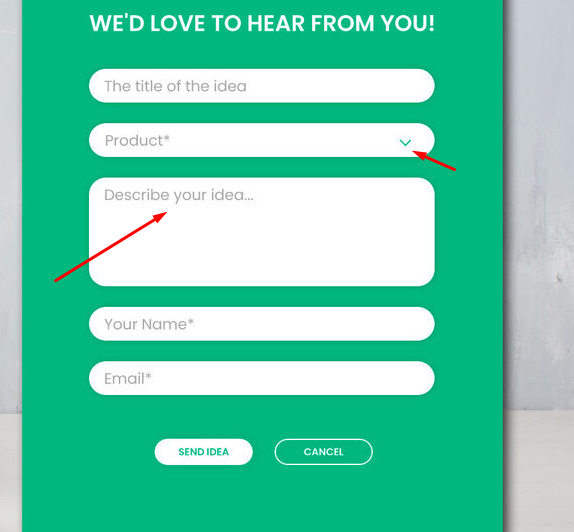 WE'D LOVE TO HEAR FROM YOU!
The title of the idea
Product*
Describe your idea...
Your Name*
Email*
SEND IDEA CANCEL